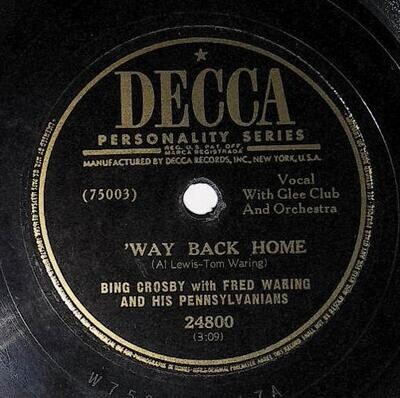 DECCA
PERSONALITY SERIES
REG. U.S. PAT. OFF.
MARCA REGISTRADA
MANUFACTURED BY DECCA RECORDS, INC., NEW YORK, U.S.A.
(75003)
Vocal
With Glee Club
And Orchestra
'WAY BACK HOME
(Al Lewis-Tom Waring)
BING CROSBY with FRED WARING
AND HIS PENNSYLVANIANS
24800
(3:09)